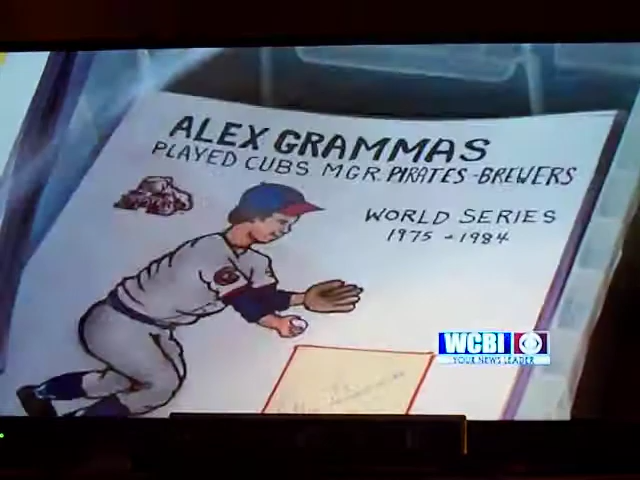 ALEX GRAMMAS
PLAYED CUBS MGR. PIRATES-BREWERS
WORLD SERIES
1975-1984
WCBI
YOUR NEWS LEADER